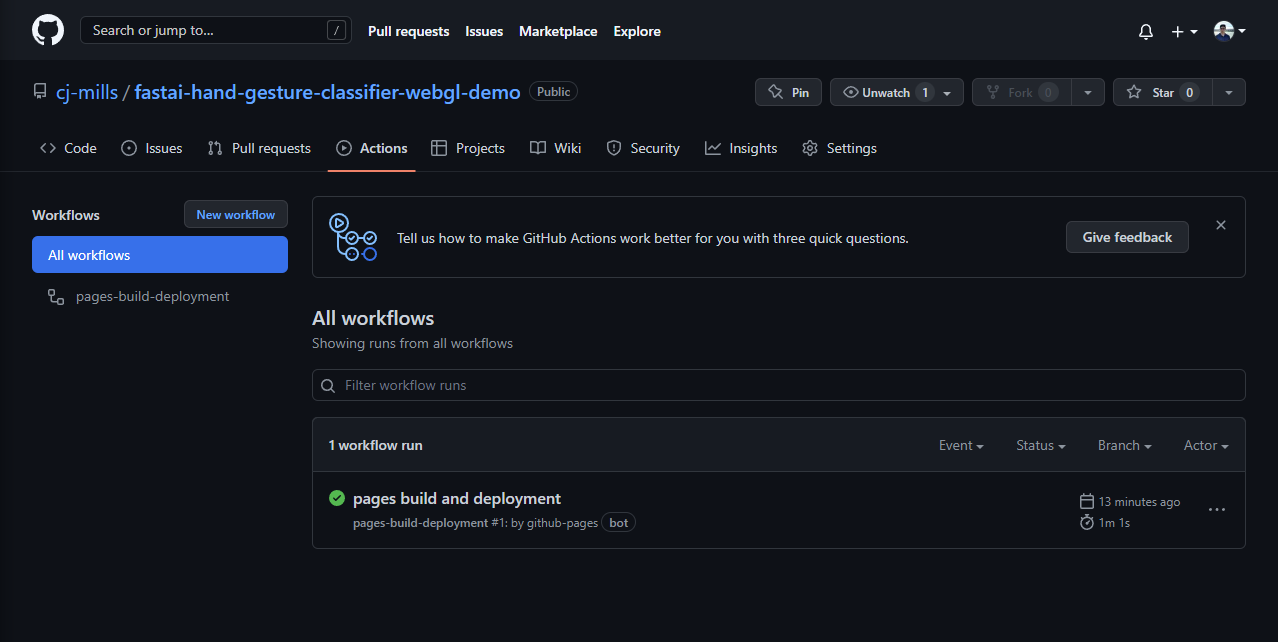 Search or jump to... /
Pull requests Issues Marketplace Explore
cj-mills / fastai-hand-gesture-classifier-webgl-demo Public
Pin Unwatch 1 Fork 0 Star 0
Code Issues Pull requests Actions Projects Wiki Security Insights Settings
Workflows New workflow
All workflows
pages-build-deployment
Tell us how to make GitHub Actions work better for you with three quick questions. Give feedback
All workflows
Showing runs from all workflows
Filter workflow runs
1 workflow run Event Status Branch Actor
pages build and deployment
pages-build-deployment #1: by github-pages bot
13 minutes ago
1m 1s